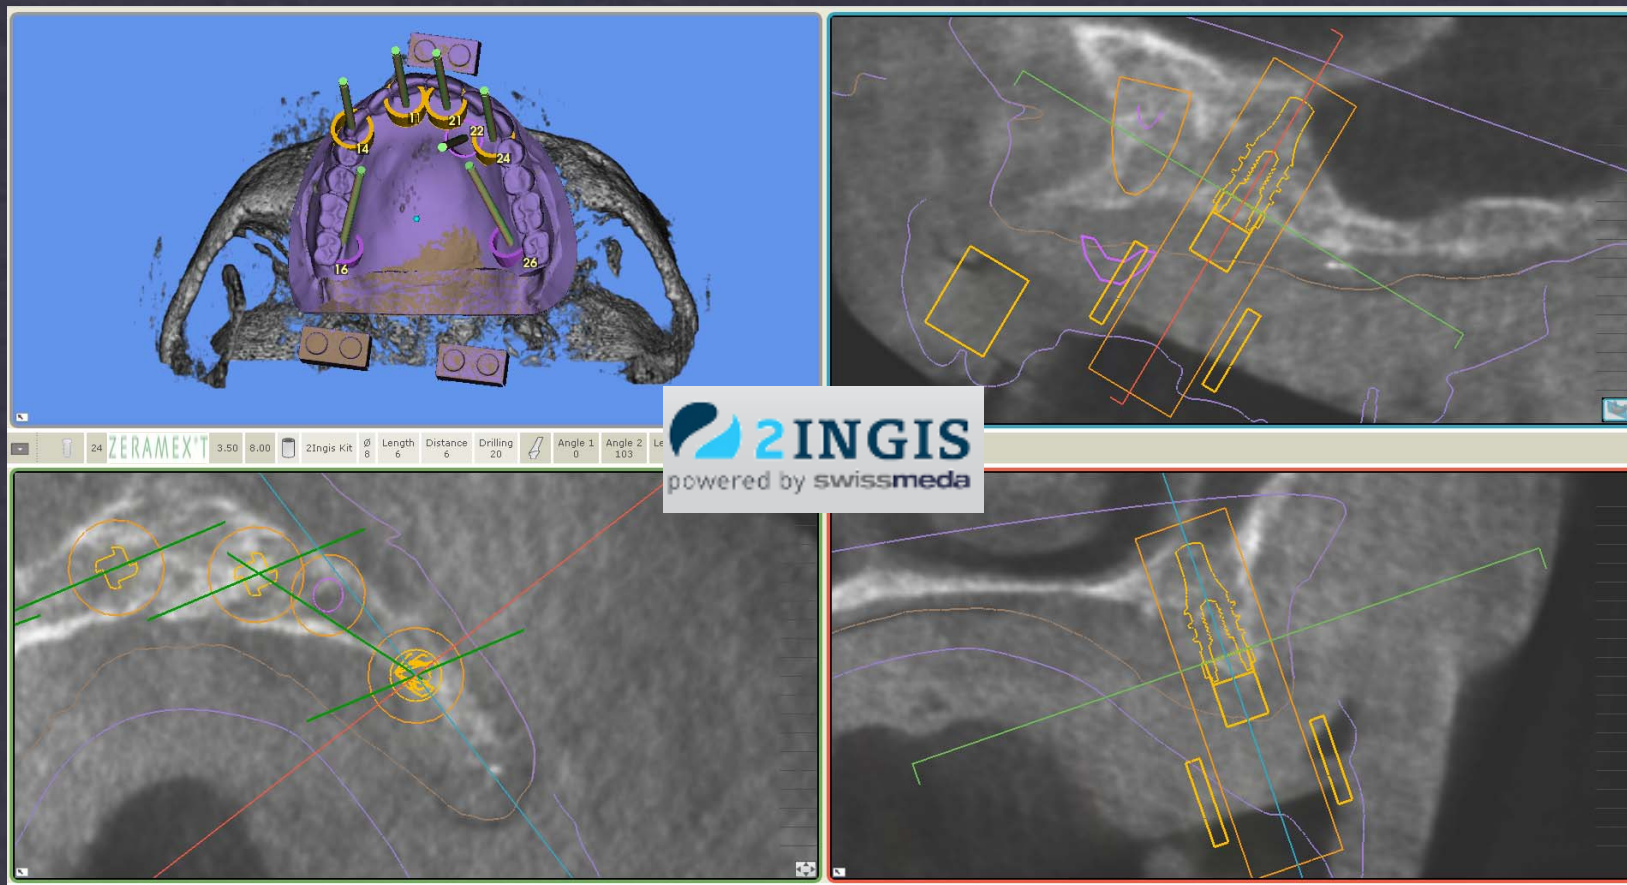 11
21
22
14
24
16
26
24 ZERAMEX®T 3.50 8.00 2Ingis Kit Ø 8 Length 6 Distance 6 Drilling 20 Angle 1 0 Angle 2 103
2INGIS
powered by swissmeda